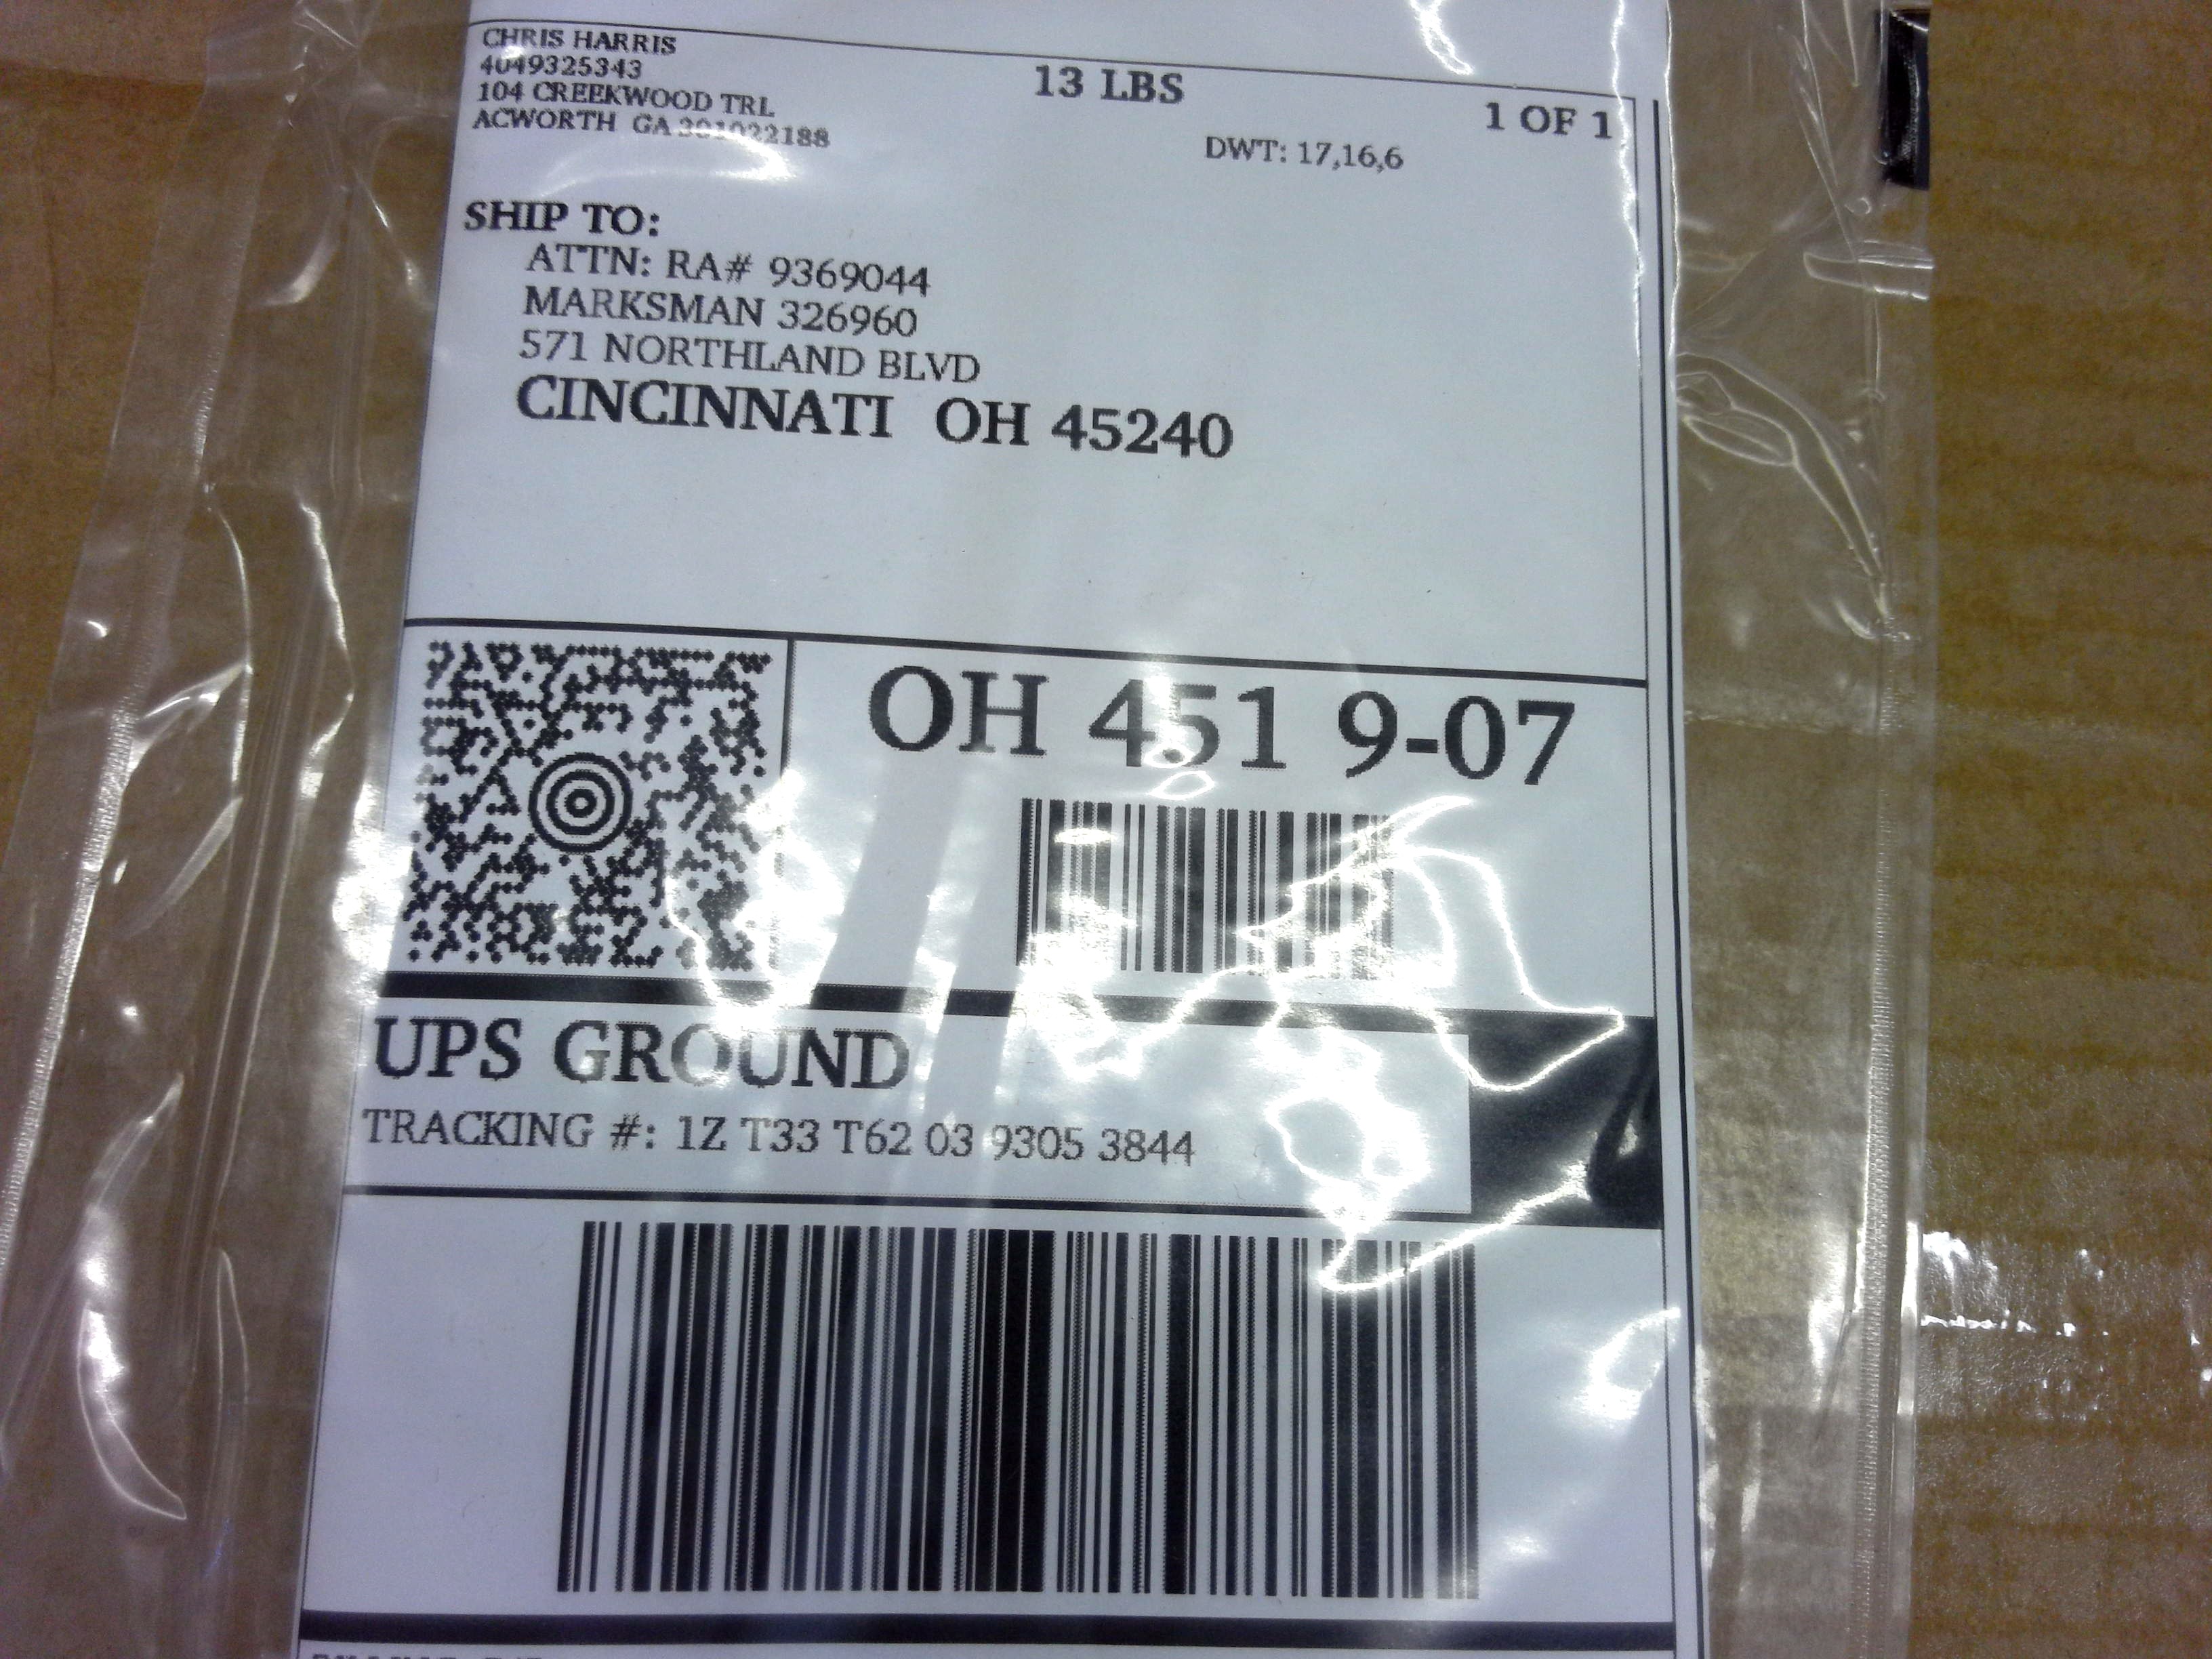 CHRIS HARRIS
4049325343
104 CREEKWOOD TRL
ACWORTH GA 301022188
13 LBS
1 OF 1
DWT: 17,16,6
SHIP TO:
ATTN: RA# 9369044
MARKSMAN 326960
571 NORTHLAND BLVD
CINCINNATI OH 45240
OH 451 9-07
UPS GROUND
TRACKING #: 1Z T33 T62 03 9305 3844